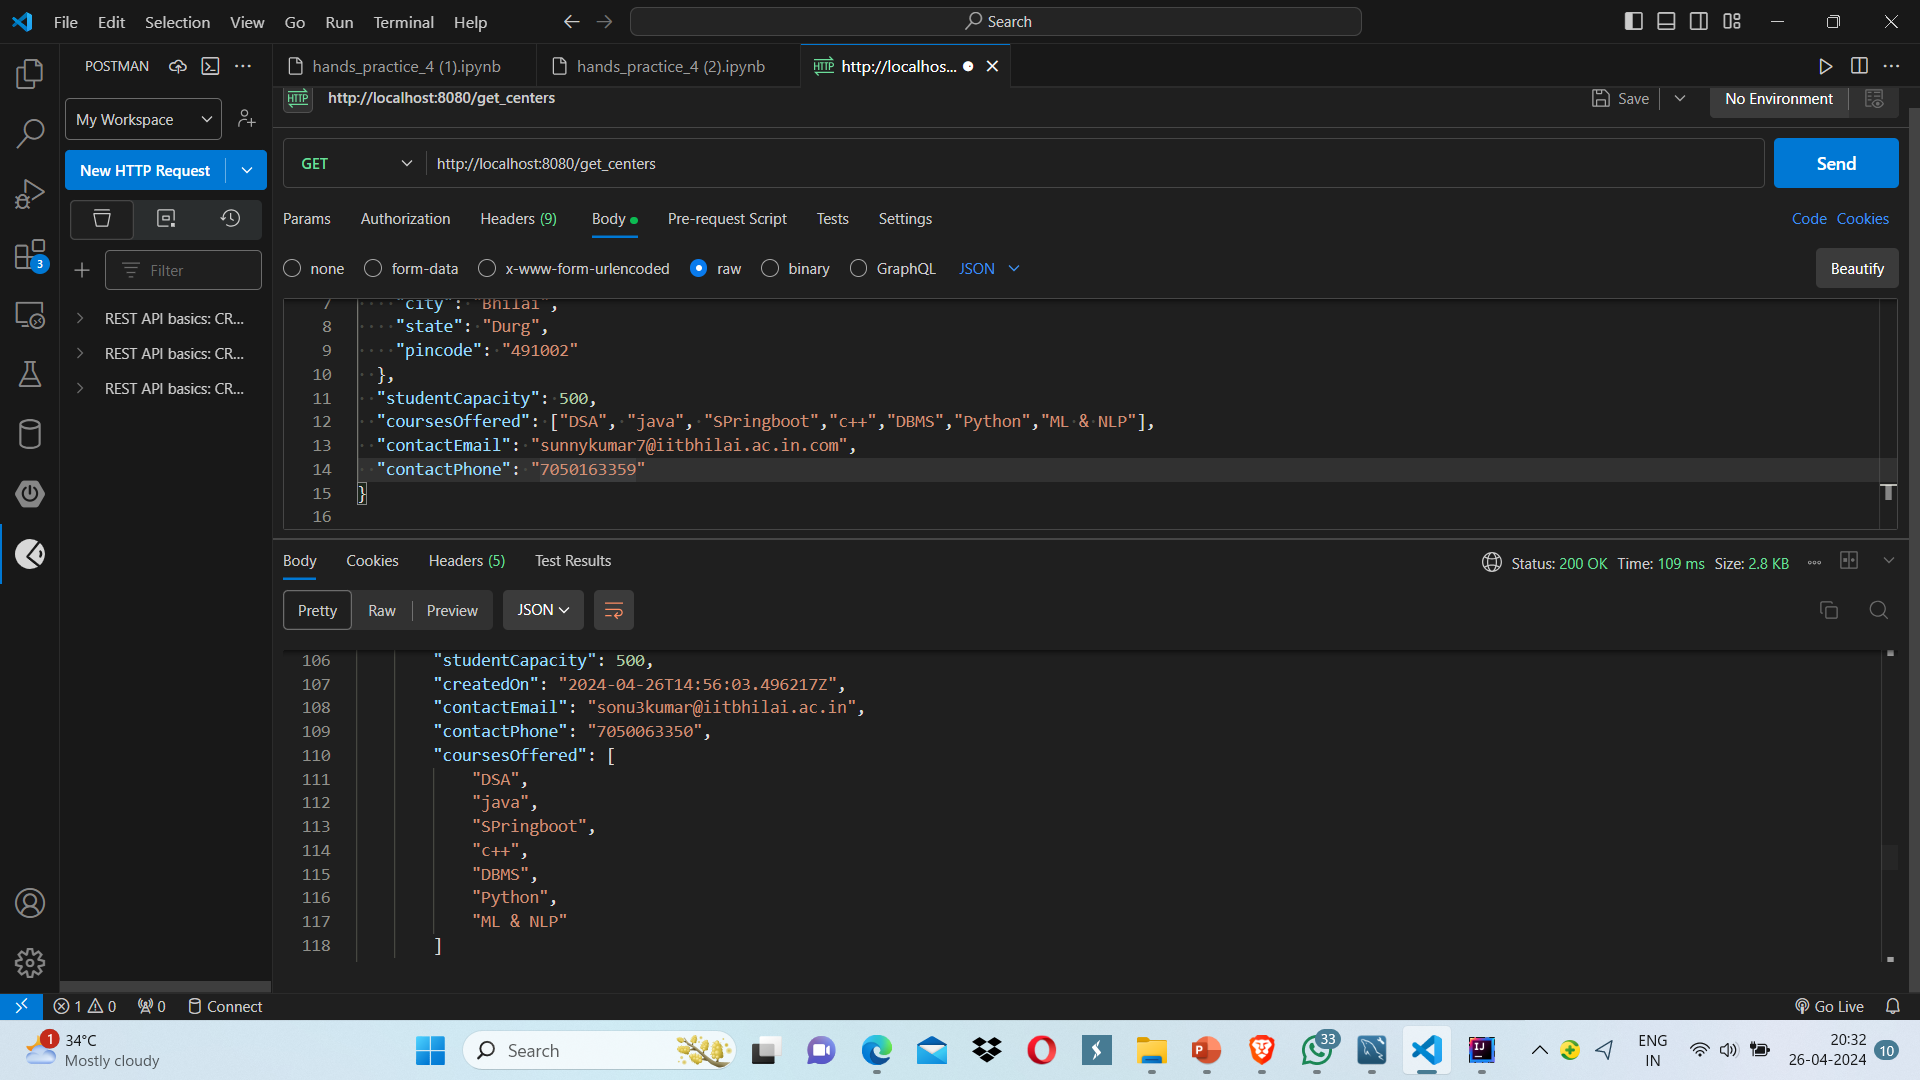 File Edit Selection View Go Run Terminal Help
Search
POSTMAN
hands_practice_4 (1).ipynb
hands_practice_4 (2).ipynb
http://localhos...
HTTP http://localhost:8080/get_centers
Save
No Environment
My Workspace
GET http://localhost:8080/get_centers
Send
New HTTP Request
Params Authorization Headers (9) Body Pre-request Script Tests Settings
Code Cookies
none form-data x-www-form-urlencoded raw binary GraphQL JSON
Beautify
3
Filter
REST API basics: CR...
REST API basics: CR...
REST API basics: CR...
7 "city": "Bhilai",
8 "state": "Durg",
9 "pincode": "491002"
10 },
11 "studentCapacity": 500,
12 "coursesOffered": ["DSA", "java", "SPringboot","c++","DBMS","Python","ML & NLP"],
13 "contactEmail": "sunnykumar7@iitbhilai.ac.in.com",
14 "contactPhone": "7050163359"
15 }
16
Body Cookies Headers (5) Test Results
Status: 200 OK Time: 109 ms Size: 2.8 KB
Pretty Raw Preview JSON
106 "studentCapacity": 500,
107 "createdOn": "2024-04-26T14:56:03.496217Z",
108 "contactEmail": "sonu3kumar@iitbhilai.ac.in",
109 "contactPhone": "7050063350",
110 "coursesOffered": [
111 "DSA",
112 "java",
113 "SPringboot",
114 "c++",
115 "DBMS",
116 "Python",
117 "ML & NLP"
118 ]
1 0 0 Connect
Go Live
1 34°C
Mostly cloudy
Search
33
IJ
ENG
IN
20:32
26-04-2024
10